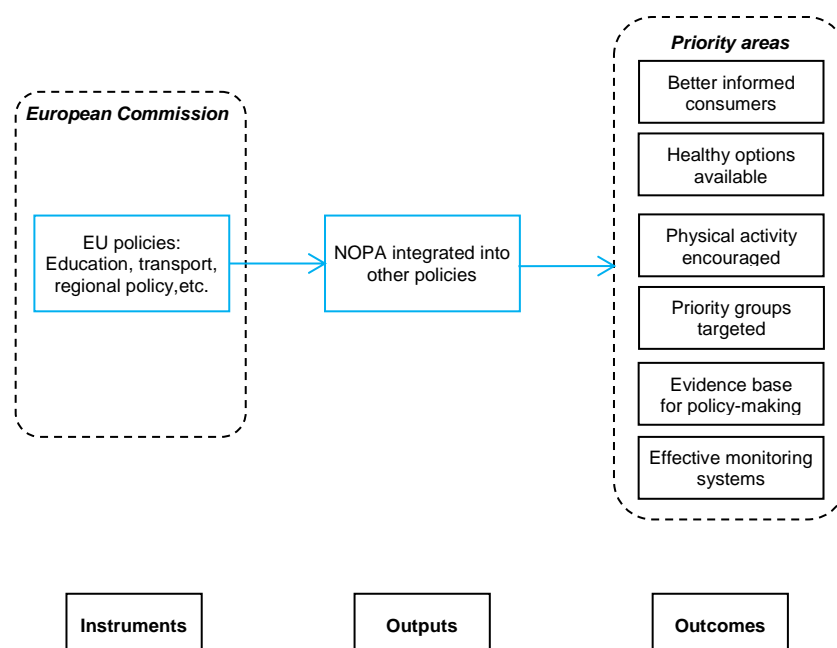 Priority areas
Better informed
consumers
European Commission
Healthy options
available
EU policies:
Education, transport,
regional policy,etc.
NOPA integrated into
other policies
Physical activity
encouraged
Priority groups
targeted
Evidence base
for policy-making
Effective monitoring
systems
Instruments
Outputs
Outcomes